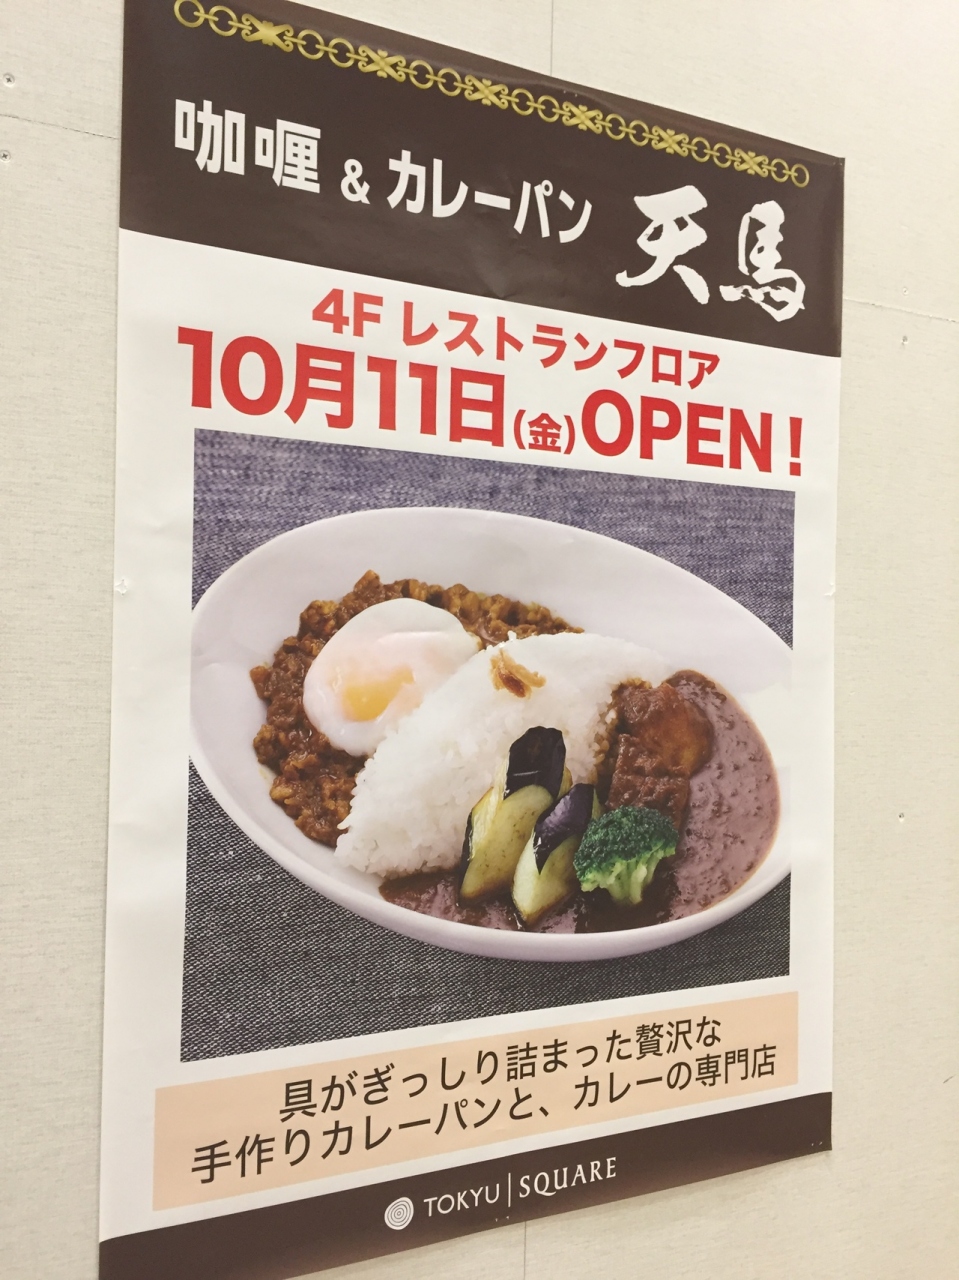 咖喱 & カレーパン 天馬
4F レストランフロア
10月11日(金)OPEN!
具がぎっしり詰まった贅沢な
手作りカレーパンと、カレーの専門店
TOKYU | SQUARE